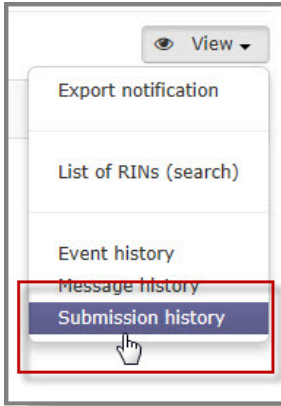 View
Export notification
List of RINs (search)
Event history
Message history
Submission history